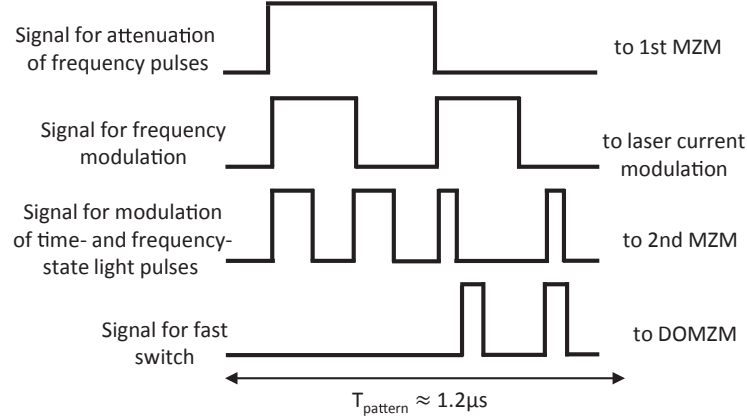 Signal for attenuation
of frequency pulses
to 1st MZM
Signal for frequency
modulation
to laser current
modulation
Signal for modulation
of time- and frequency-
state light pulses
to 2nd MZM
Signal for fast
switch
to DOMZM
T_pattern ≈ 1.2μs